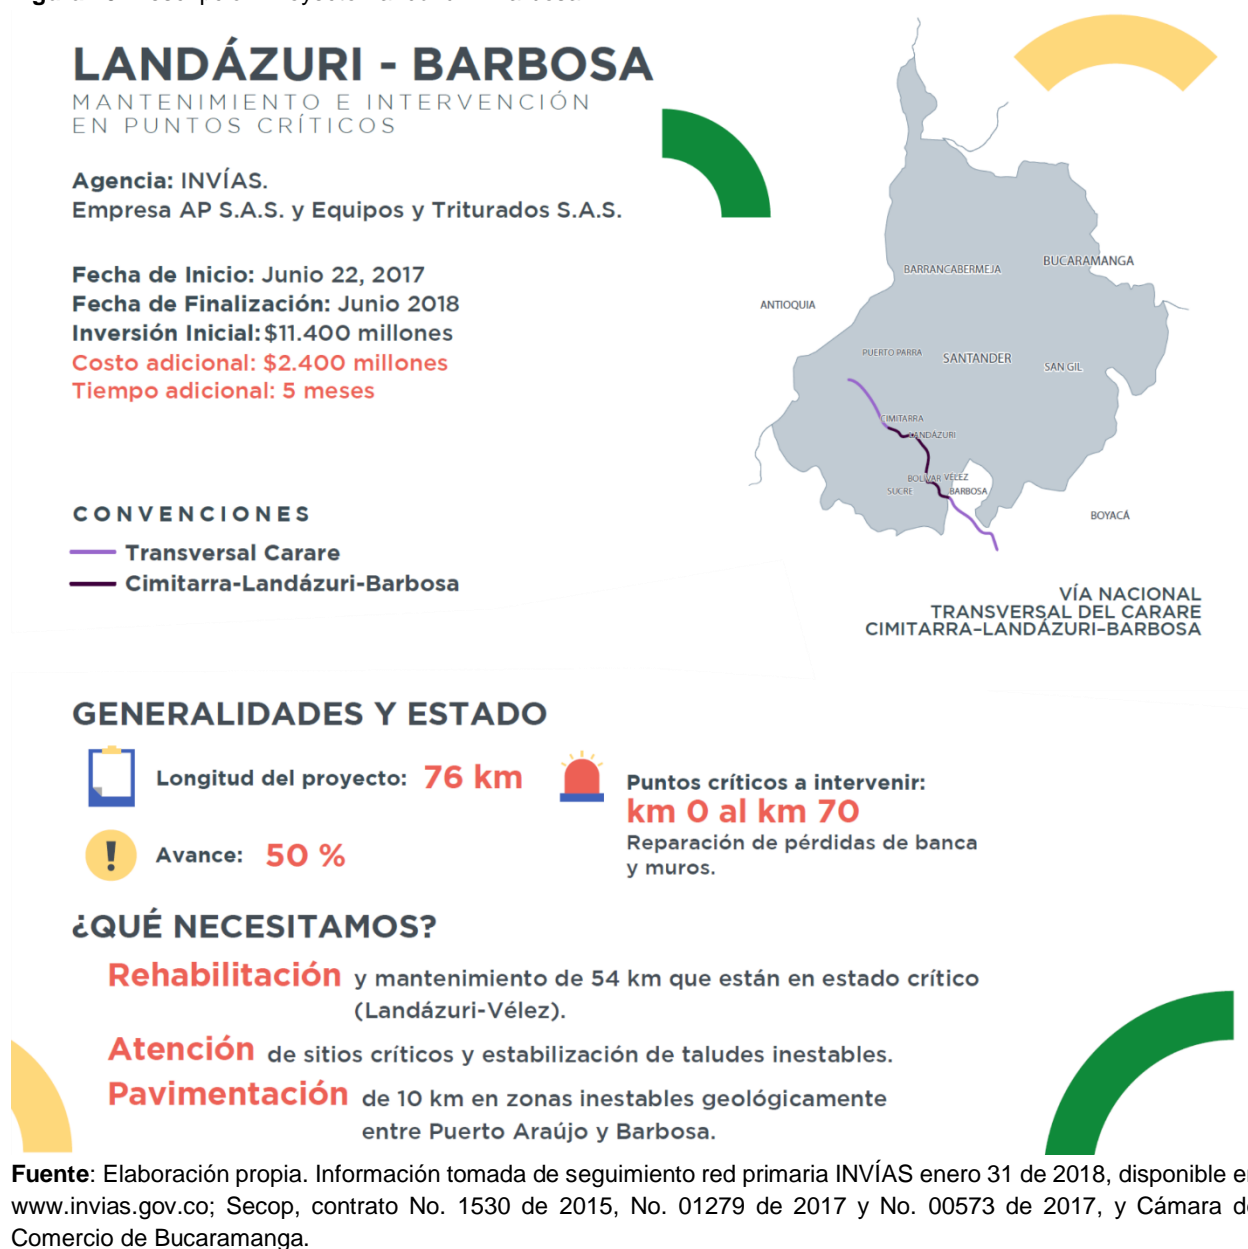 LANDÁZURI - BARBOSA
MANTENIMIENTO E INTERVENCIÓN
EN PUNTOS CRÍTICOS
Agencia: INVÍAS.
Empresa AP S.A.S. y Equipos y Triturados S.A.S.
Fecha de Inicio: Junio 22, 2017
Fecha de Finalización: Junio 2018
Inversión Inicial: $11.400 millones
Costo adicional: $2.400 millones
Tiempo adicional: 5 meses
CONVENCIONES
Transversal Carare
Cimitarra-Landázuri-Barbosa
BARRANCABERMEJA
BUCARAMANGA
ANTIOQUIA
PUERTO PARRA
SANTANDER
SAN GIL
CIMITARRA
LANDÁZURI
BOLÍVAR
VÉLEZ
SUCRE
BARBOSA
BOYACÁ
VÍA NACIONAL
TRANSVERSAL DEL CARARE
CIMITARRA–LANDÁZURI–BARBOSA
GENERALIDADES Y ESTADO
Longitud del proyecto: 76 km
Puntos críticos a intervenir:
km 0 al km 70
Reparación de pérdidas de banca
y muros.
Avance: 50 %
¿QUÉ NECESITAMOS?
Rehabilitación y mantenimiento de 54 km que están en estado crítico
(Landázuri-Vélez).
Atención de sitios críticos y estabilización de taludes inestables.
Pavimentación de 10 km en zonas inestables geológicamente
entre Puerto Araújo y Barbosa.
Fuente: Elaboración propia. Información tomada de seguimiento red primaria INVÍAS enero 31 de 2018, disponible
www.invias.gov.co; Secop, contrato No. 1530 de 2015, No. 01279 de 2017 y No. 00573 de 2017, y Cámara
Comercio de Bucaramanga.